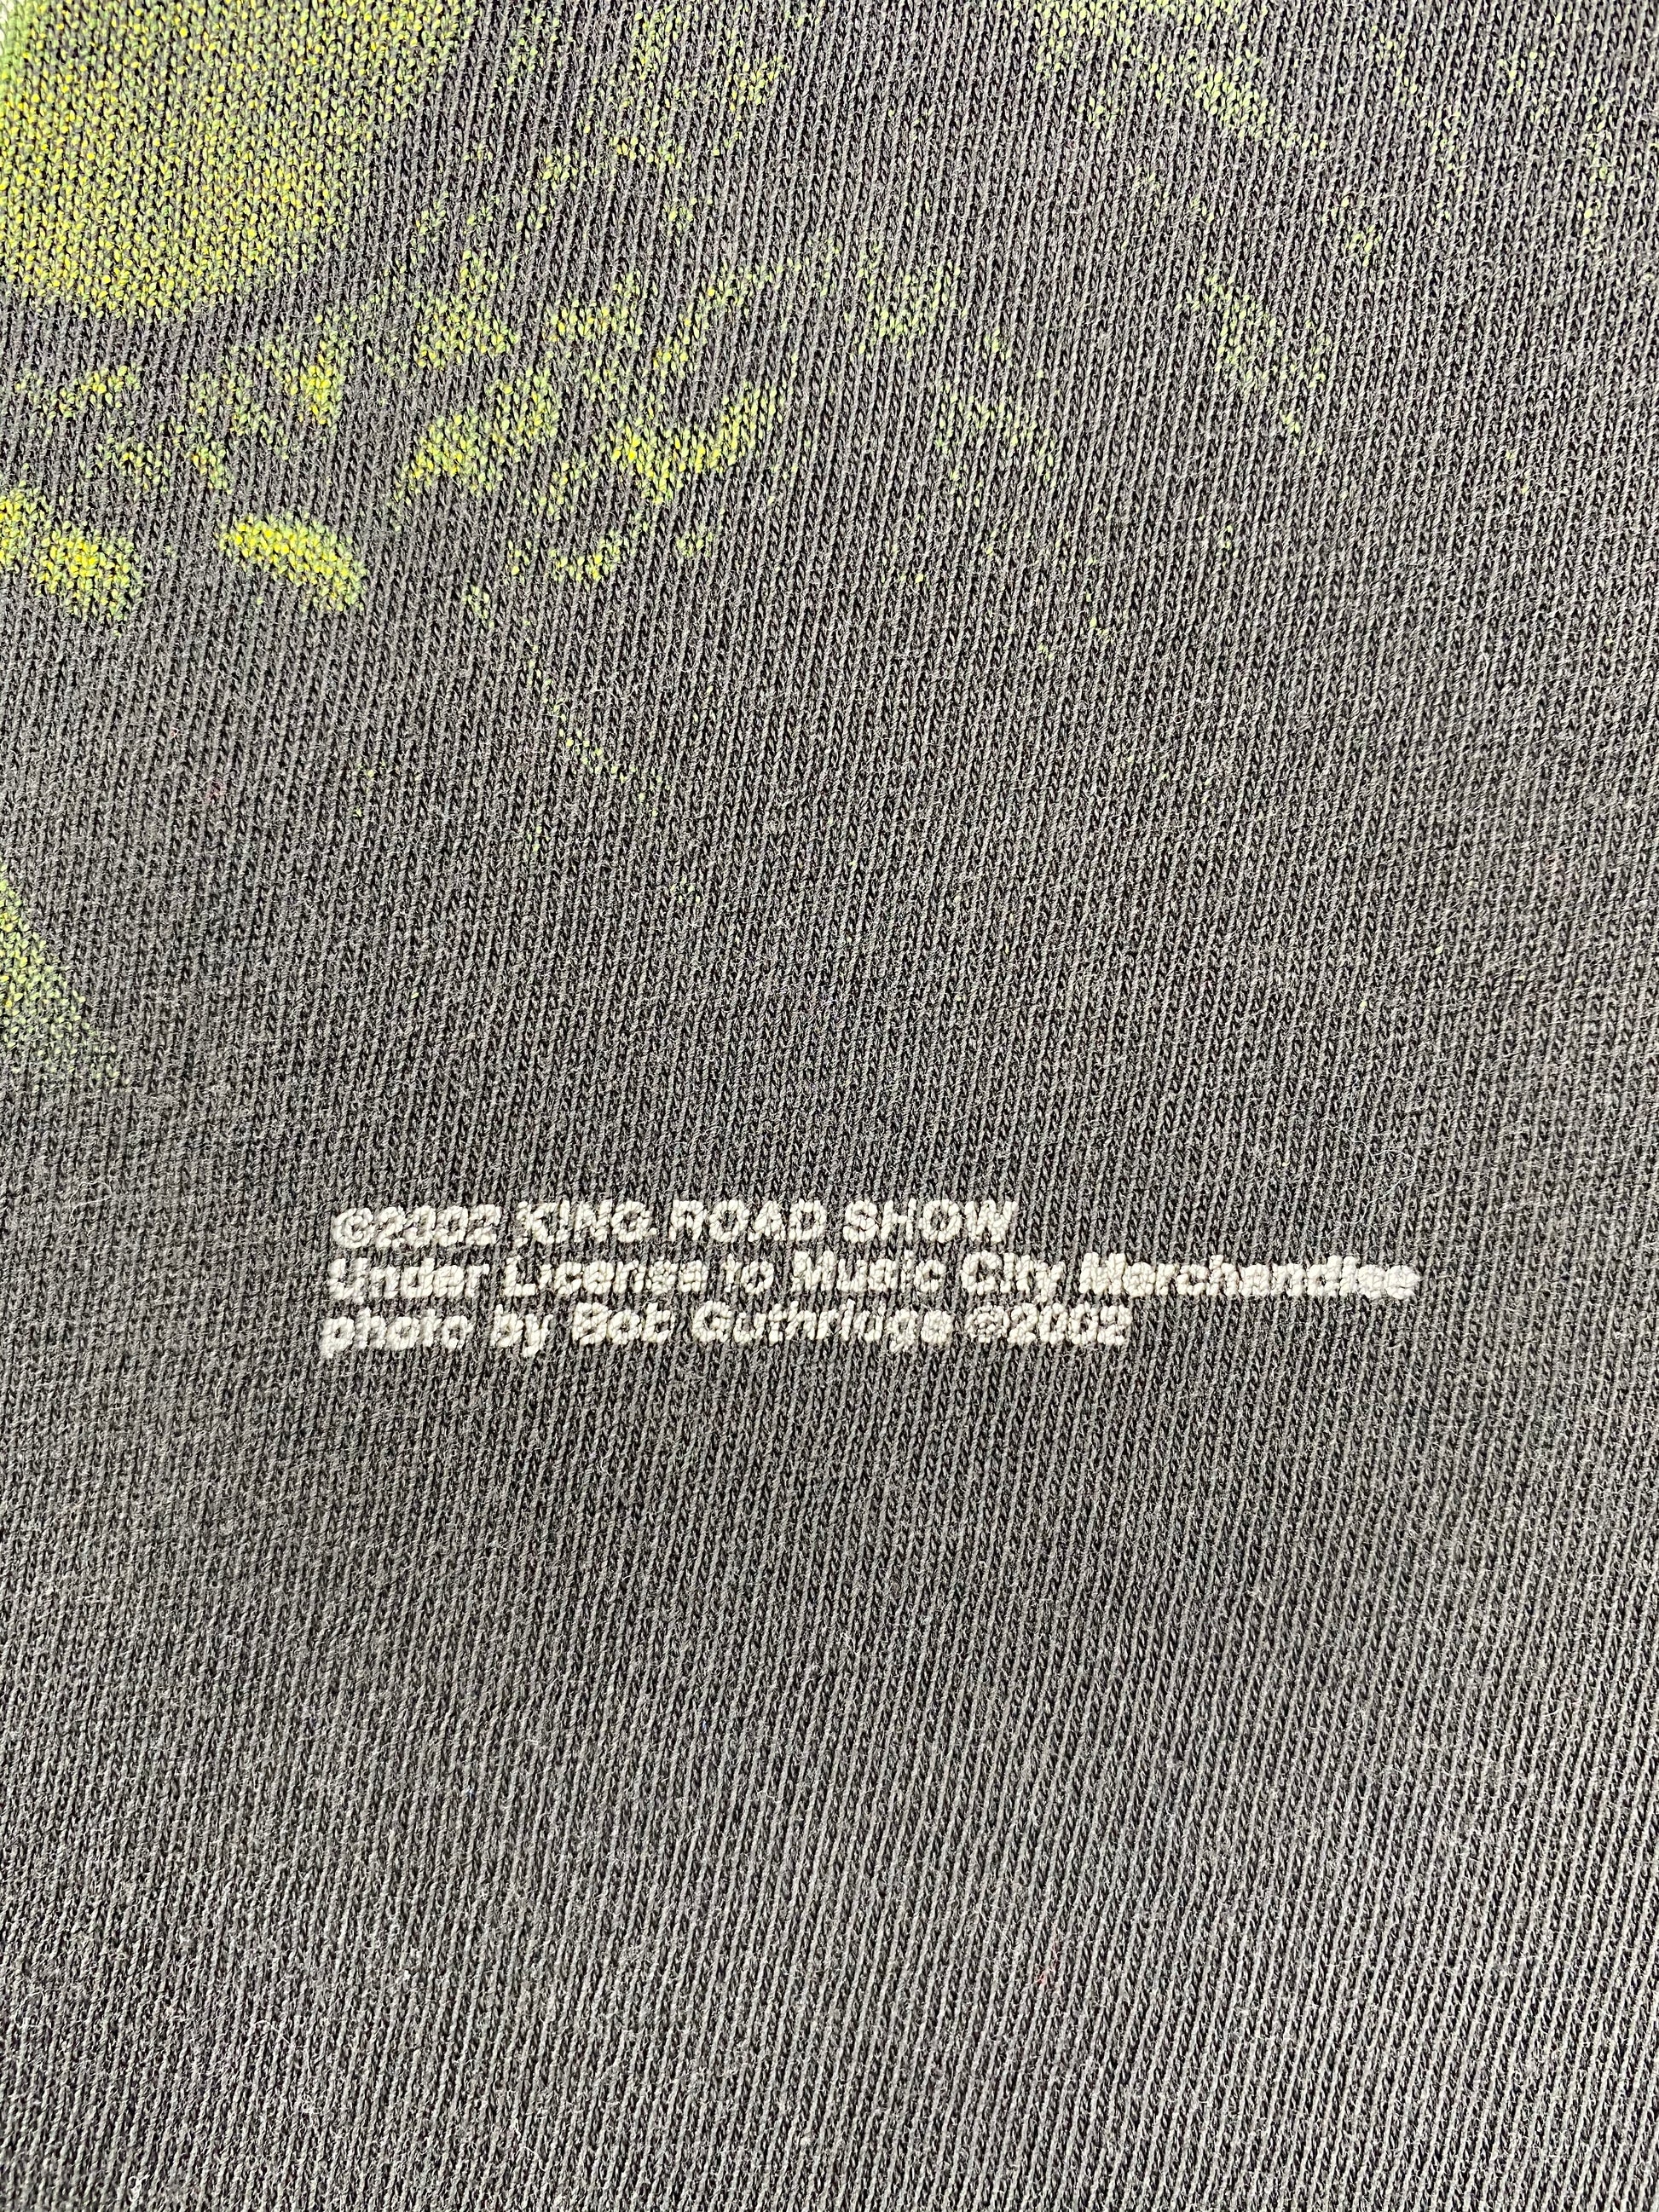 ©2002 KING ROAD SHOW
Under License to Music City Merchandise
photo by Bob Guthridge ©2002